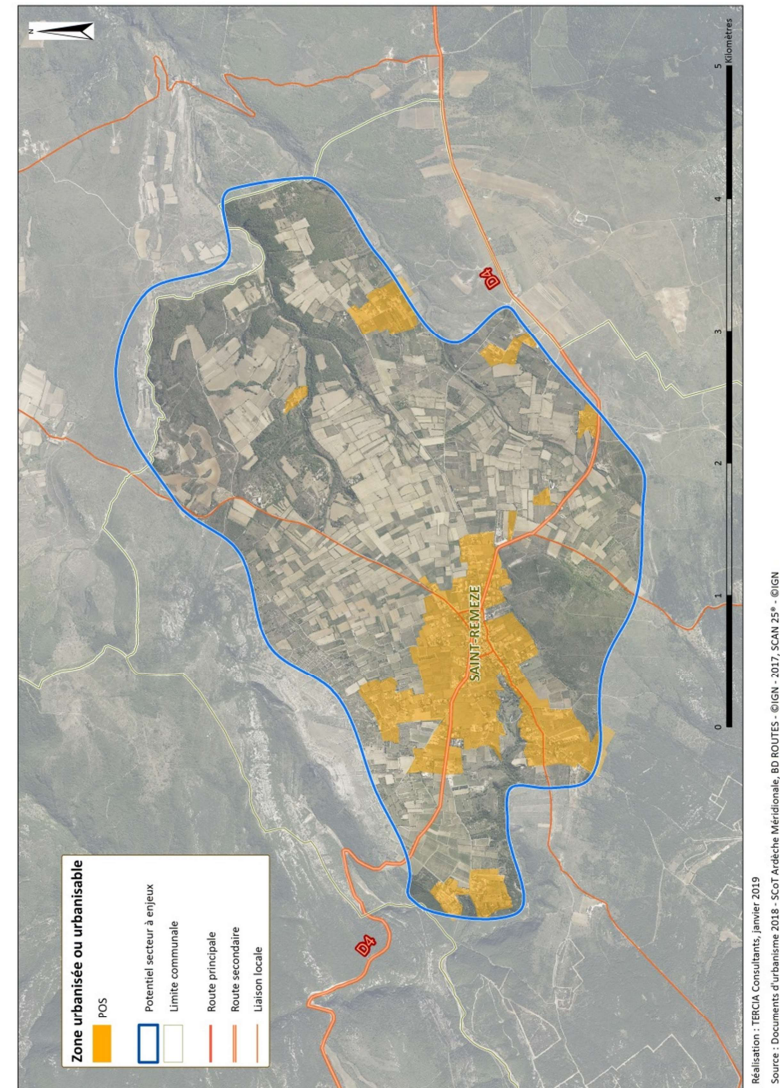 N
Zone urbanisée ou urbanisable
POS
Potentiel secteur à enjeux
Limite communale
Route principale
Route secondaire
Liaison locale
D4
D4
SAINT-REMEZE
0 1 2 3 4 5
Kilomètres
Réalisation : TERCIA Consultants, janvier 2019
Source : Documents d'urbanisme 2018 - SCoT Ardèche Méridionale, BD ROUTES - ©IGN - 2017, SCAN 25® - ©IGN